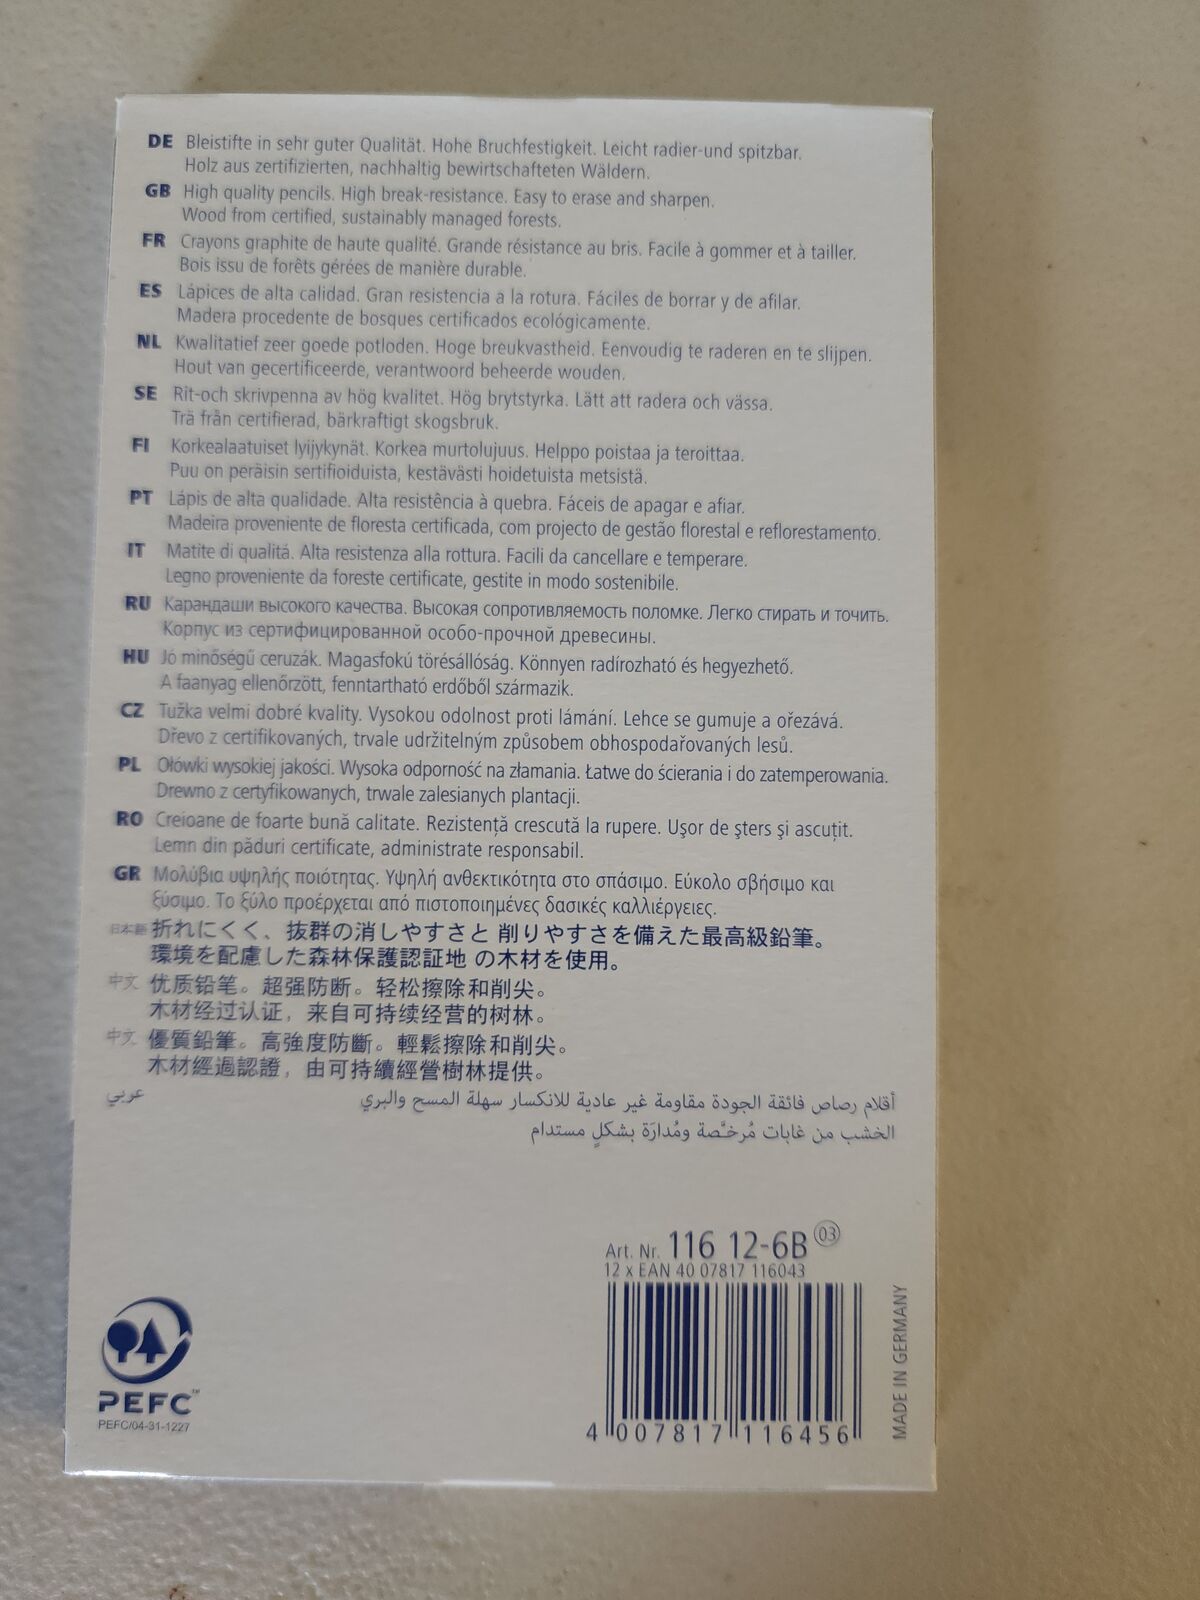 DE Bleistifte in sehr guter Qualität. Hohe Bruchfestigkeit. Leicht radier-und spitzbar.
Holz aus zertifizierten, nachhaltig bewirtschafteten Wäldern.
GB High quality pencils. High break-resistance. Easy to erase and sharpen.
Wood from certified, sustainably managed forests.
FR Crayons graphite de haute qualité. Grande résistance au bris. Facile à gommer et à tailler.
Bois issu de forêts gérées de manière durable.
ES Lápices de alta calidad. Gran resistencia a la rotura. Fáciles de borrar y de afilar.
Madera procedente de bosques certificados ecológicamente.
NL Kwalitatief zeer goede potloden. Hoge breukvastheid. Eenvoudig te raderen en te slijpen.
Hout van gecertificeerde, verantwoord beheerde wouden.
SE Rit-och skrivpenna av hög kvalitet. Hög brytstyrka. Lätt att radera och vässa.
Trä från certifierad, bärkraftigt skogsbruk.
FI Korkealaatuiset lyijykynät. Korkea murtolujuus. Helppo poistaa ja teroittaa.
Puu on peräisin sertifioiduista, kestävästi hoidetuista metsistä.
PT Lápis de alta qualidade. Alta resistência à quebra. Fáceis de apagar e afiar.
Madeira proveniente de floresta certificada, com projecto de gestão florestal e reflorestamento.
IT Matite di qualitá. Alta resistenza alla rottura. Facili da cancellare e temperare.
Legno proveniente da foreste certificate, gestite in modo sostenibile.
RU Карандаши высокого качества. Высокая сопротивляемость поломке. Легко стирать и точить.
Корпус из сертифицированной особо-прочной древесины.
HU Jó minőségű ceruzák. Magasfokú törésállóság. Könnyen radírozható és hegyezhető.
A faanyag ellenőrzött, fenntartható erdőből származik.
CZ Tužka velmi dobré kvality. Vysokou odolnost proti lámání. Lehce se gumuje a ořezává.
Dřevo z certifikovaných, trvale udržitelným způsobem obhospodařovaných lesů.
PL Ołówki wysokiej jakości. Wysoka odporność na złamania. Łatwe do ścierania i do zatemperowania.
Drewno z certyfikowanych, trwale zalesianych plantacji.
RO Creioane de foarte bună calitate. Rezistență crescută la rupere. Uşor de şters şi ascuțit.
Lemn din păduri certificate, administrate responsabil.
GR Μολύβια υψηλής ποιότητας. Υψηλή ανθεκτικότητα στο σπάσιμο. Εύκολο σβήσιμο και
ξύσιμο. Το ξύλο προέρχεται από πιστοποιημένες δασικές καλλιέργειες.
日本語 折れにくく、抜群の消しやすさと 削りやすさを備えた最高級鉛筆。
環境を配慮した森林保護認証地 の木材を使用。
中文 优质铅笔。超强防断。轻松擦除和削尖。
木材经过认证，来自可持续经营的树林。
中文 優質鉛筆。高強度防斷。輕鬆擦除和削尖。
木材經過認證，由可持續經營樹林提供。
عربي أقلام رصاص فائقة الجودة مقاومة غير عادية للانكسار سهلة المسح والبري
الخشب من غابات مُرخصَّة ومُدارَة بشكلٍ مستدام
Art. Nr. 116 12-6B 03
12 x EAN 40 07817 116043
4 007817 116456
MADE IN GERMANY
PEFC™
PEFC/04-31-1227